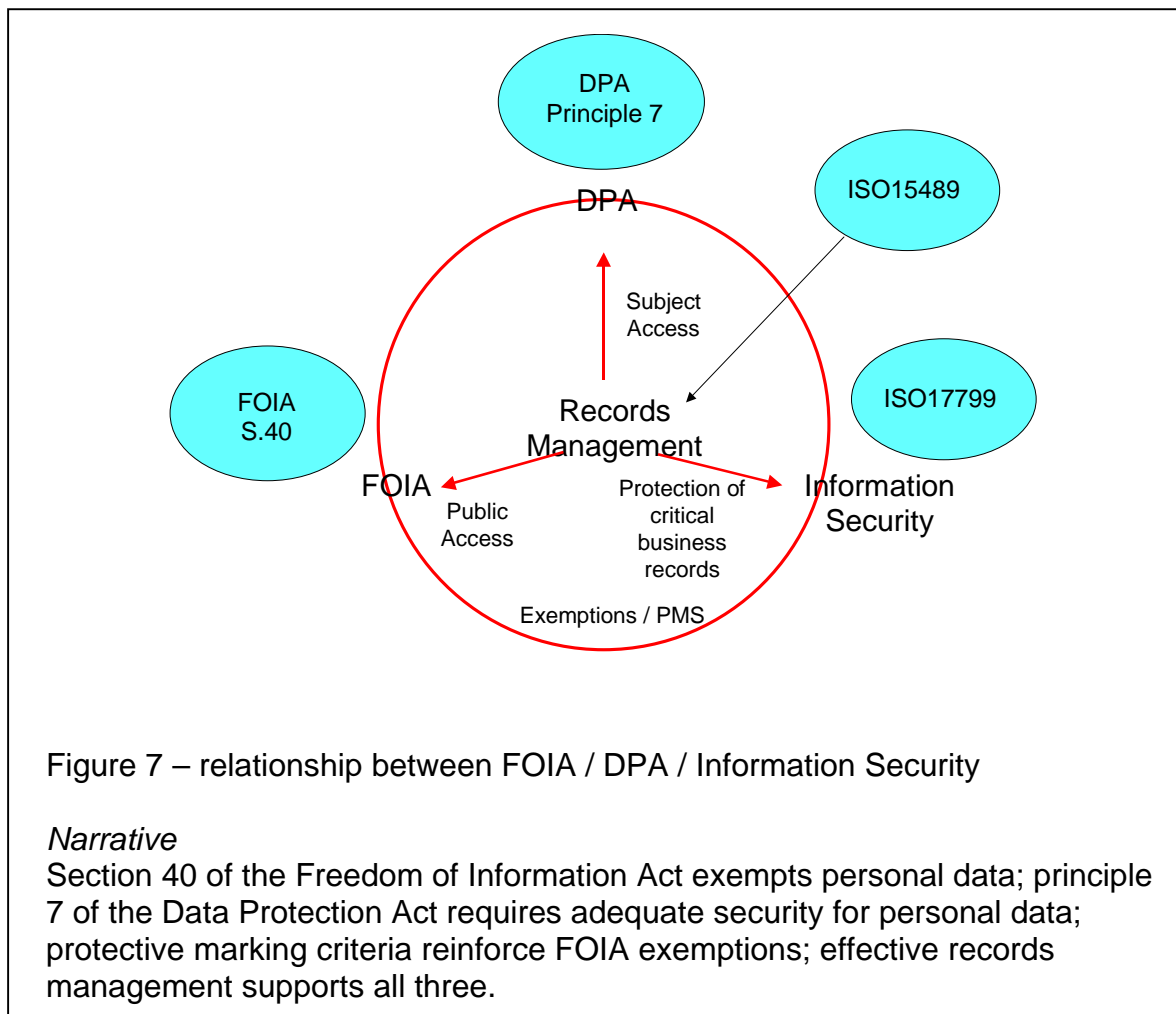 DPA
Principle 7
ISO15489
DPA
Subject
Access
ISO17799
FOIA
S.40
Records
Management
FOIA
Public
Access
Protection of
critical
business
records
Information
Security
Exemptions / PMS
Figure 7 – relationship between FOIA / DPA / Information Security
Narrative
Section 40 of the Freedom of Information Act exempts personal data; principle
7 of the Data Protection Act requires adequate security for personal data;
protective marking criteria reinforce FOIA exemptions; effective records
management supports all three.